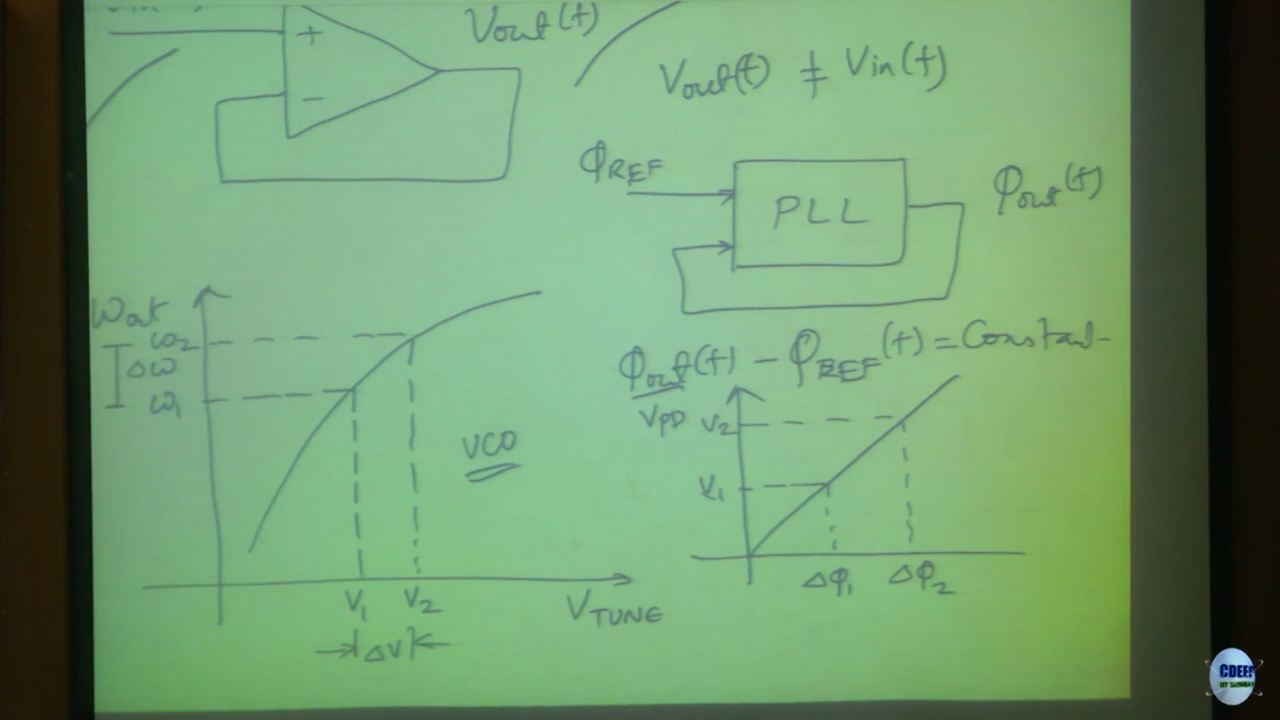 +
−
Vout(t)
Vout(t) ≠ Vin(t)
ΦREF
PLL
Φout(t)
Φout(t) − ΦREF(t) = Constant
ωout
ω2
Δω
ω1
VCO
V1 V2
ΔV
VTUNE
VPD V2
V1
Δφ1 Δφ2
CDEEP